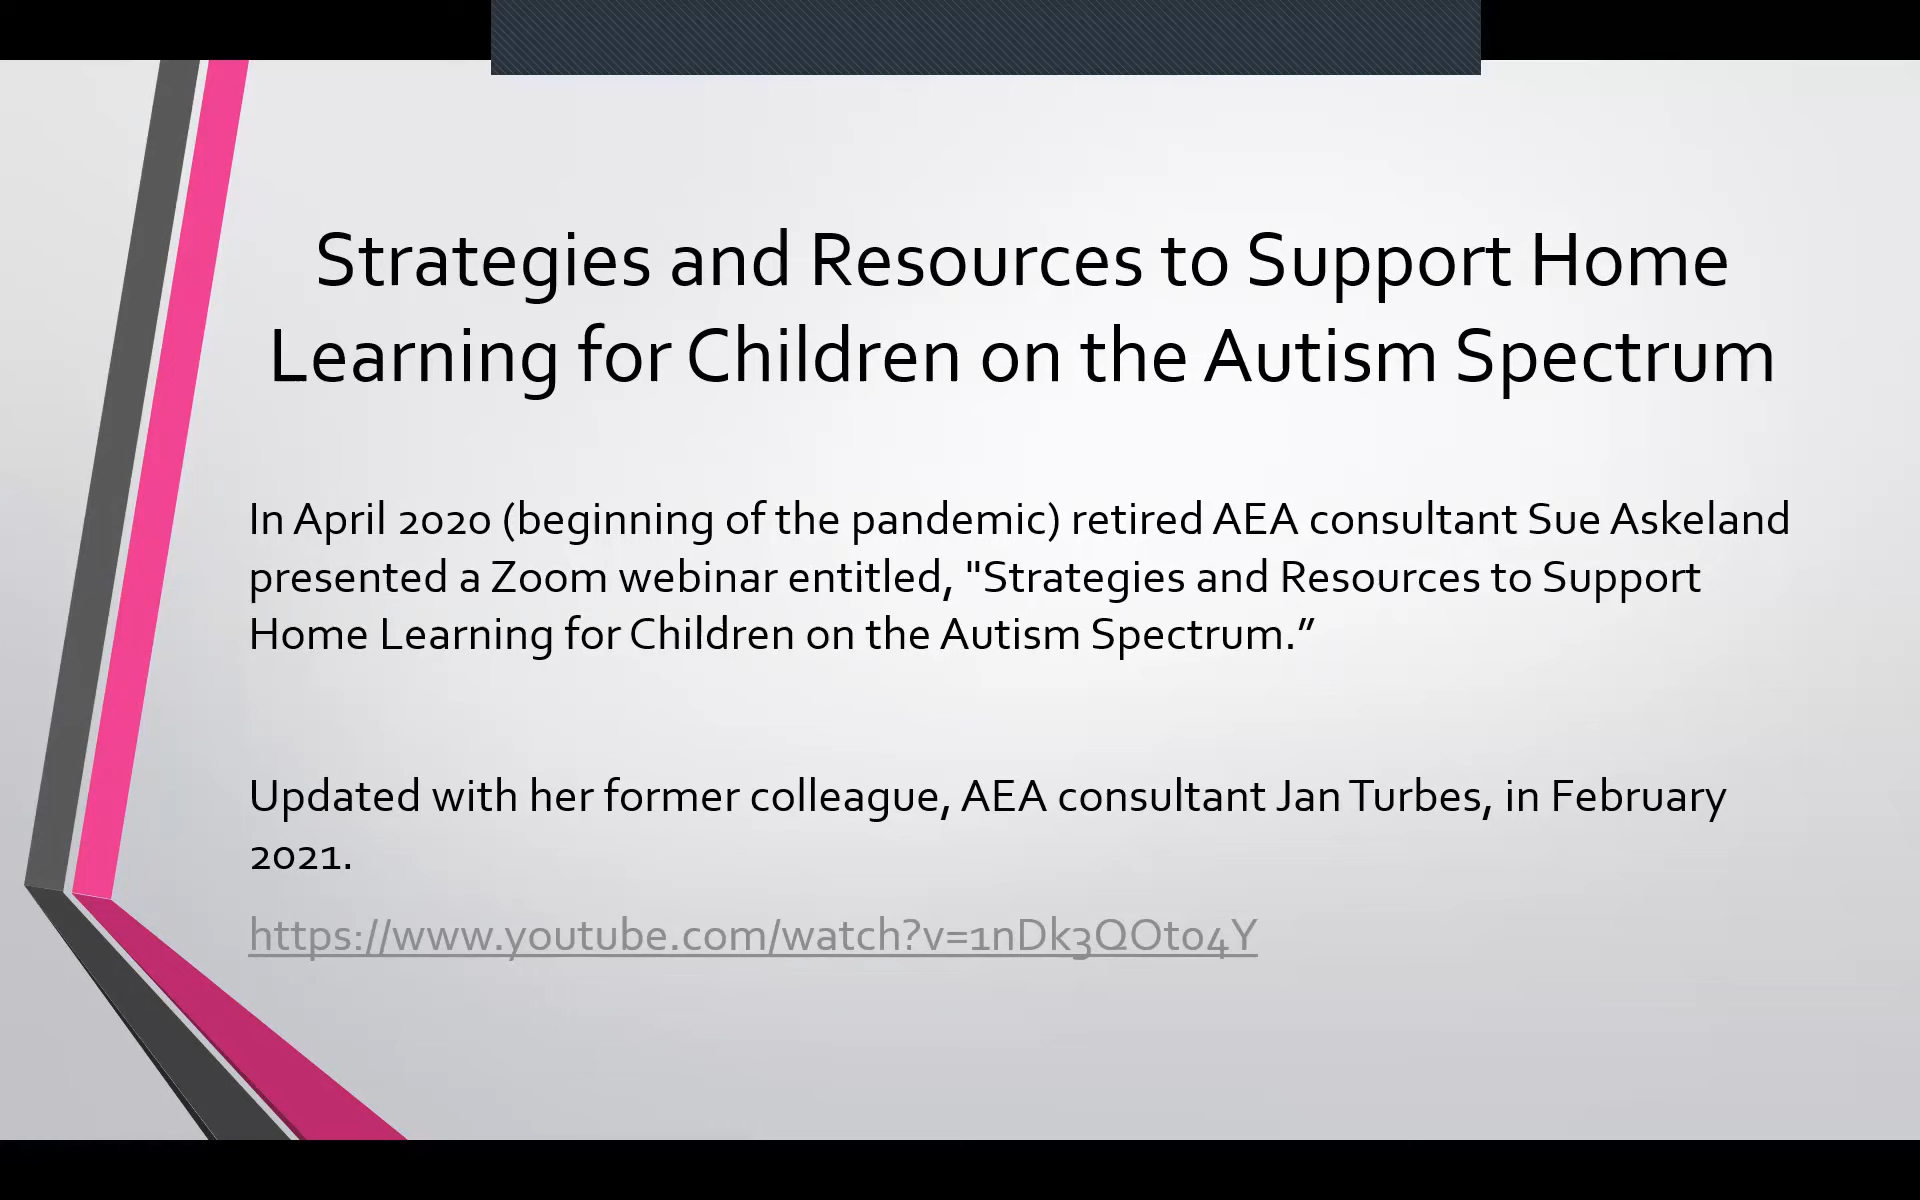 Strategies and Resources to Support Home
Learning for Children on the Autism Spectrum
In April 2020 (beginning of the pandemic) retired AEA consultant Sue Askeland
presented a Zoom webinar entitled, "Strategies and Resources to Support
Home Learning for Children on the Autism Spectrum.”
Updated with her former colleague, AEA consultant Jan Turbes, in February
2021.
https://www.youtube.com/watch?v=1nDk3QOto4Y